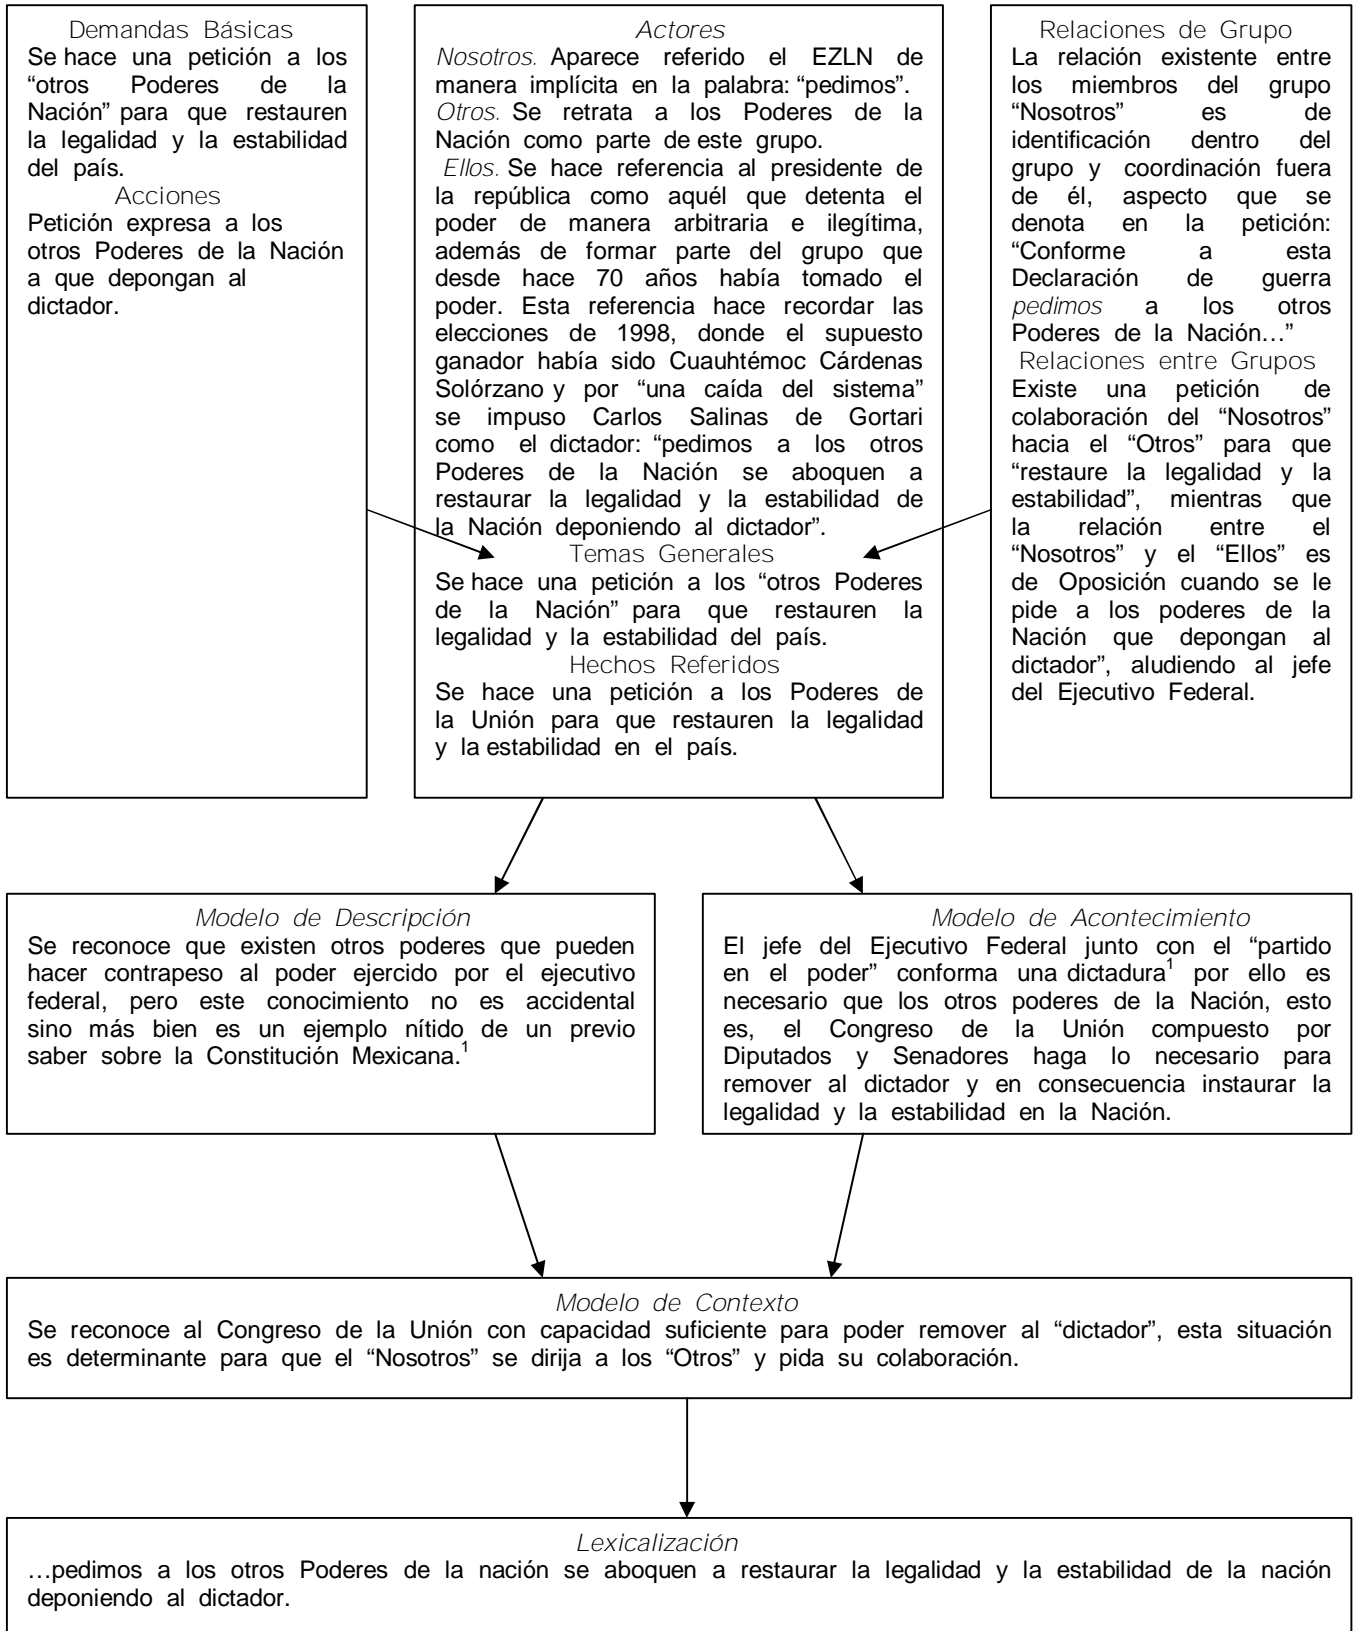 Demandas Básicas
Se hace una petición a los
“otros Poderes de la
Nación” para que restauren
la legalidad y la estabilidad
del país.
Acciones
Petición expresa a los
otros Poderes de la Nación
a que depongan al
dictador.
Actores
Nosotros. Aparece referido el EZLN de
manera implícita en la palabra: “pedimos”.
Otros. Se retrata a los Poderes de la
Nación como parte de este grupo.
Ellos. Se hace referencia al presidente de
la república como aquél que detenta el
poder de manera arbitraria e ilegítima,
además de formar parte del grupo que
desde hace 70 años había tomado el
poder. Esta referencia hace recordar las
elecciones de 1998, donde el supuesto
ganador había sido Cuauhtémoc Cárdenas
Solórzano y por “una caída del sistema”
se impuso Carlos Salinas de Gortari
como el dictador: “pedimos a los otros
Poderes de la Nación se aboquen a
restaurar la legalidad y la estabilidad de
la Nación deponiendo al dictador”.
Temas Generales
Se hace una petición a los “otros Poderes
de la Nación” para que restauren la
legalidad y la estabilidad del país.
Hechos Referidos
Se hace una petición a los Poderes de
la Unión para que restauren la legalidad
y la estabilidad en el país.
Relaciones de Grupo
La relación existente entre
los miembros del grupo
“Nosotros” es de
identificación dentro del
grupo y coordinación fuera
de él, aspecto que se
denota en la petición:
“Conforme a esta
Declaración de guerra
pedimos a los otros
Poderes de la Nación…”
Relaciones entre Grupos
Existe una petición de
colaboración del “Nosotros”
hacia el “Otros” para que
“restaure la legalidad y la
estabilidad”, mientras que
la relación entre el
“Nosotros” y el “Ellos” es
de Oposición cuando se le
pide a los poderes de la
Nación que depongan al
dictador”, aludiendo al jefe
del Ejecutivo Federal.
Modelo de Descripción
Se reconoce que existen otros poderes que pueden
hacer contrapeso al poder ejercido por el ejecutivo
federal, pero este conocimiento no es accidental
sino más bien es un ejemplo nítido de un previo
saber sobre la Constitución Mexicana.¹
Modelo de Acontecimiento
El jefe del Ejecutivo Federal junto con el “partido
en el poder” conforma una dictadura¹ por ello es
necesario que los otros poderes de la Nación, esto
es, el Congreso de la Unión compuesto por
Diputados y Senadores haga lo necesario para
remover al dictador y en consecuencia instaurar la
legalidad y la estabilidad en la Nación.
Modelo de Contexto
Se reconoce al Congreso de la Unión con capacidad suficiente para poder remover al “dictador”, esta situación
es determinante para que el “Nosotros” se dirija a los “Otros” y pida su colaboración.
Lexicalización
…pedimos a los otros Poderes de la nación se aboquen a restaurar la legalidad y la estabilidad de la nación
deponiendo al dictador.